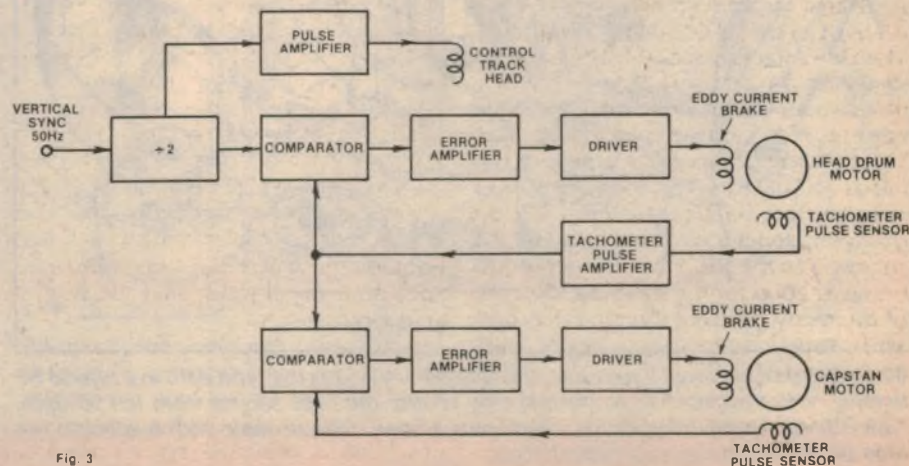 PULSE
AMPLIFIER
CONTROL
TRACK
HEAD
VERTICAL
SYNC
50Hz
÷2
COMPARATOR
ERROR
AMPLIFIER
DRIVER
EDDY CURRENT
BRAKE
HEAD DRUM
MOTOR
TACHOMETER
PULSE SENSOR
TACHOMETER
PULSE
AMPLIFIER
COMPARATOR
ERROR
AMPLIFIER
DRIVER
EDDY CURRENT
BRAKE
CAPSTAN
MOTOR
TACHOMETER
PULSE SENSOR
Fig. 3